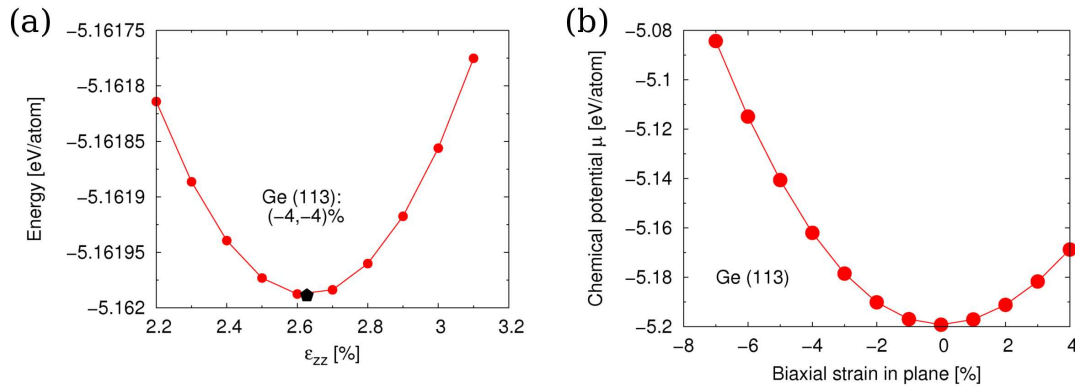 (a)
−5.16175
−5.1618
−5.16185
−5.1619
−5.16195
−5.162
Energy [eV/atom]
Ge (113):
(−4,−4)%
2.2 2.4 2.6 2.8 3 3.2
εzz [%]
(b)
−5.08
−5.1
−5.12
−5.14
−5.16
−5.18
−5.2
Chemical potential μ [eV/atom]
Ge (113)
−8 −6 −4 −2 0 2 4
Biaxial strain in plane [%]